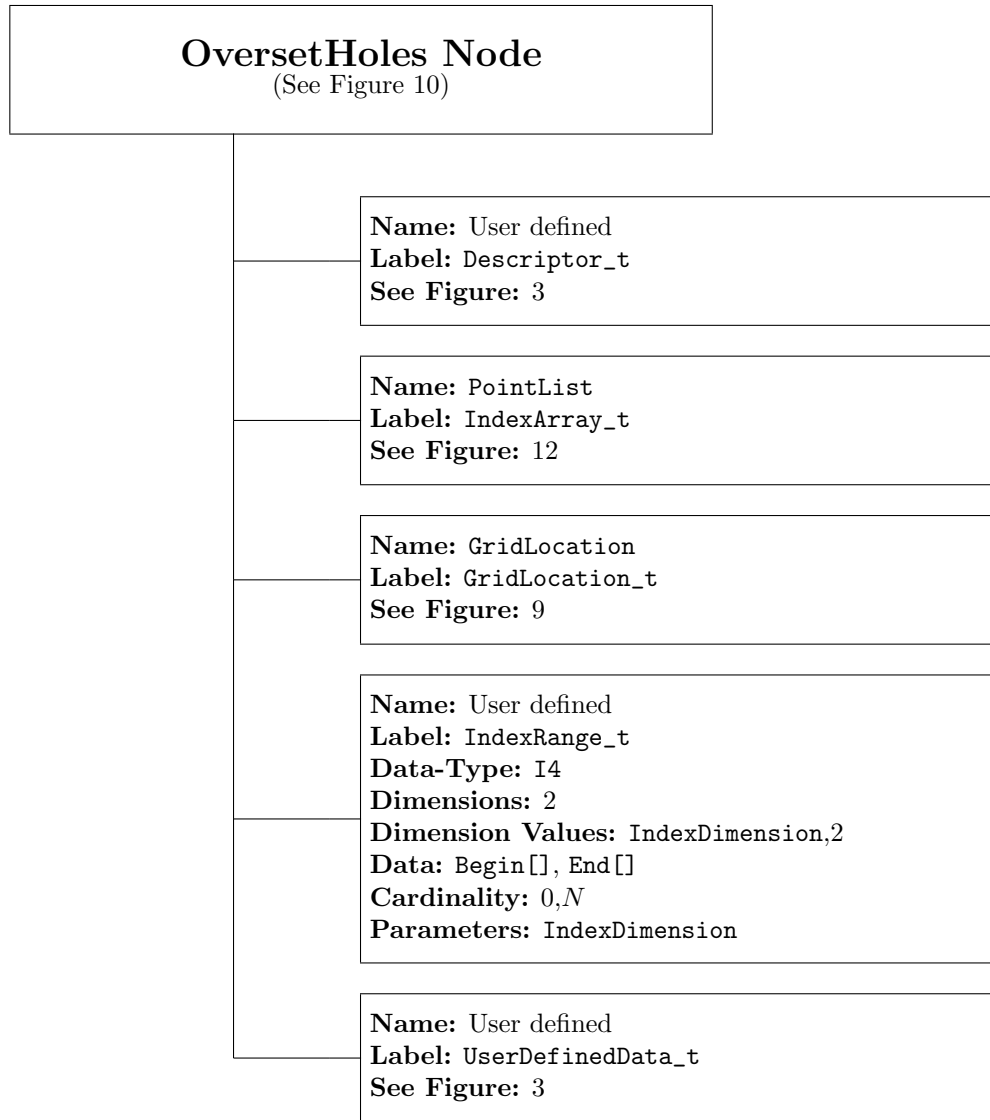 OversetHoles Node
(See Figure 10)
Name: User defined
Label: Descriptor_t
See Figure: 3
Name: PointList
Label: IndexArray_t
See Figure: 12
Name: GridLocation
Label: GridLocation_t
See Figure: 9
Name: User defined
Label: IndexRange_t
Data-Type: I4
Dimensions: 2
Dimension Values: IndexDimension,2
Data: Begin[], End[]
Cardinality: 0,N
Parameters: IndexDimension
Name: User defined
Label: UserDefinedData_t
See Figure: 3